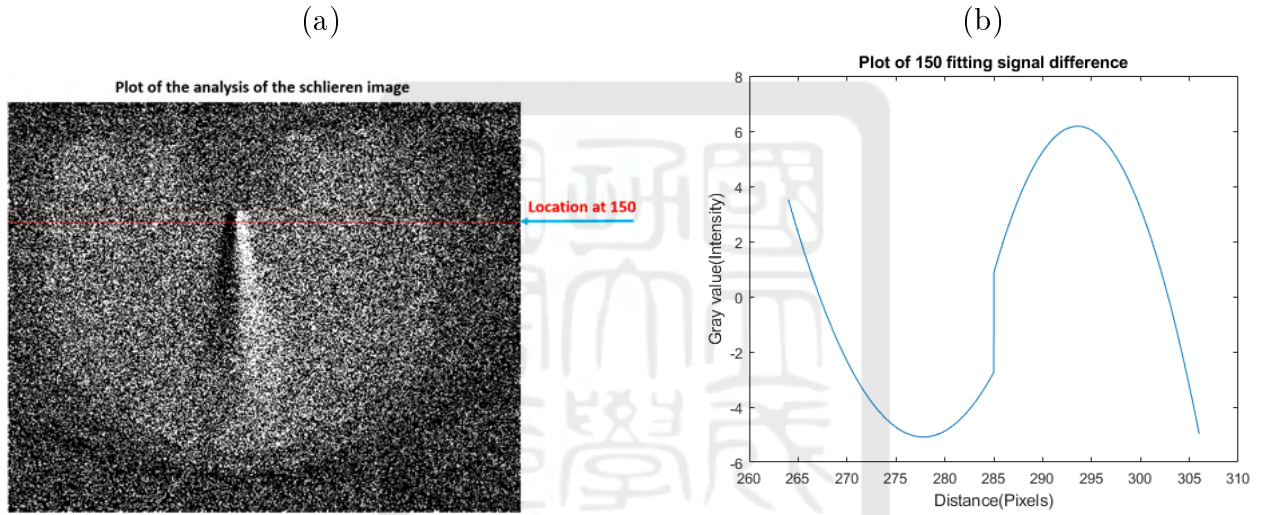 (a)
Plot of the analysis of the schlieren image
Location at 150
(b)
Plot of 150 fitting signal difference
Gray value(Intensity)
8
6
4
2
0
-2
-4
-6
260 265 270 275 280 285 290 295 300 305 310
Distance(Pixels)